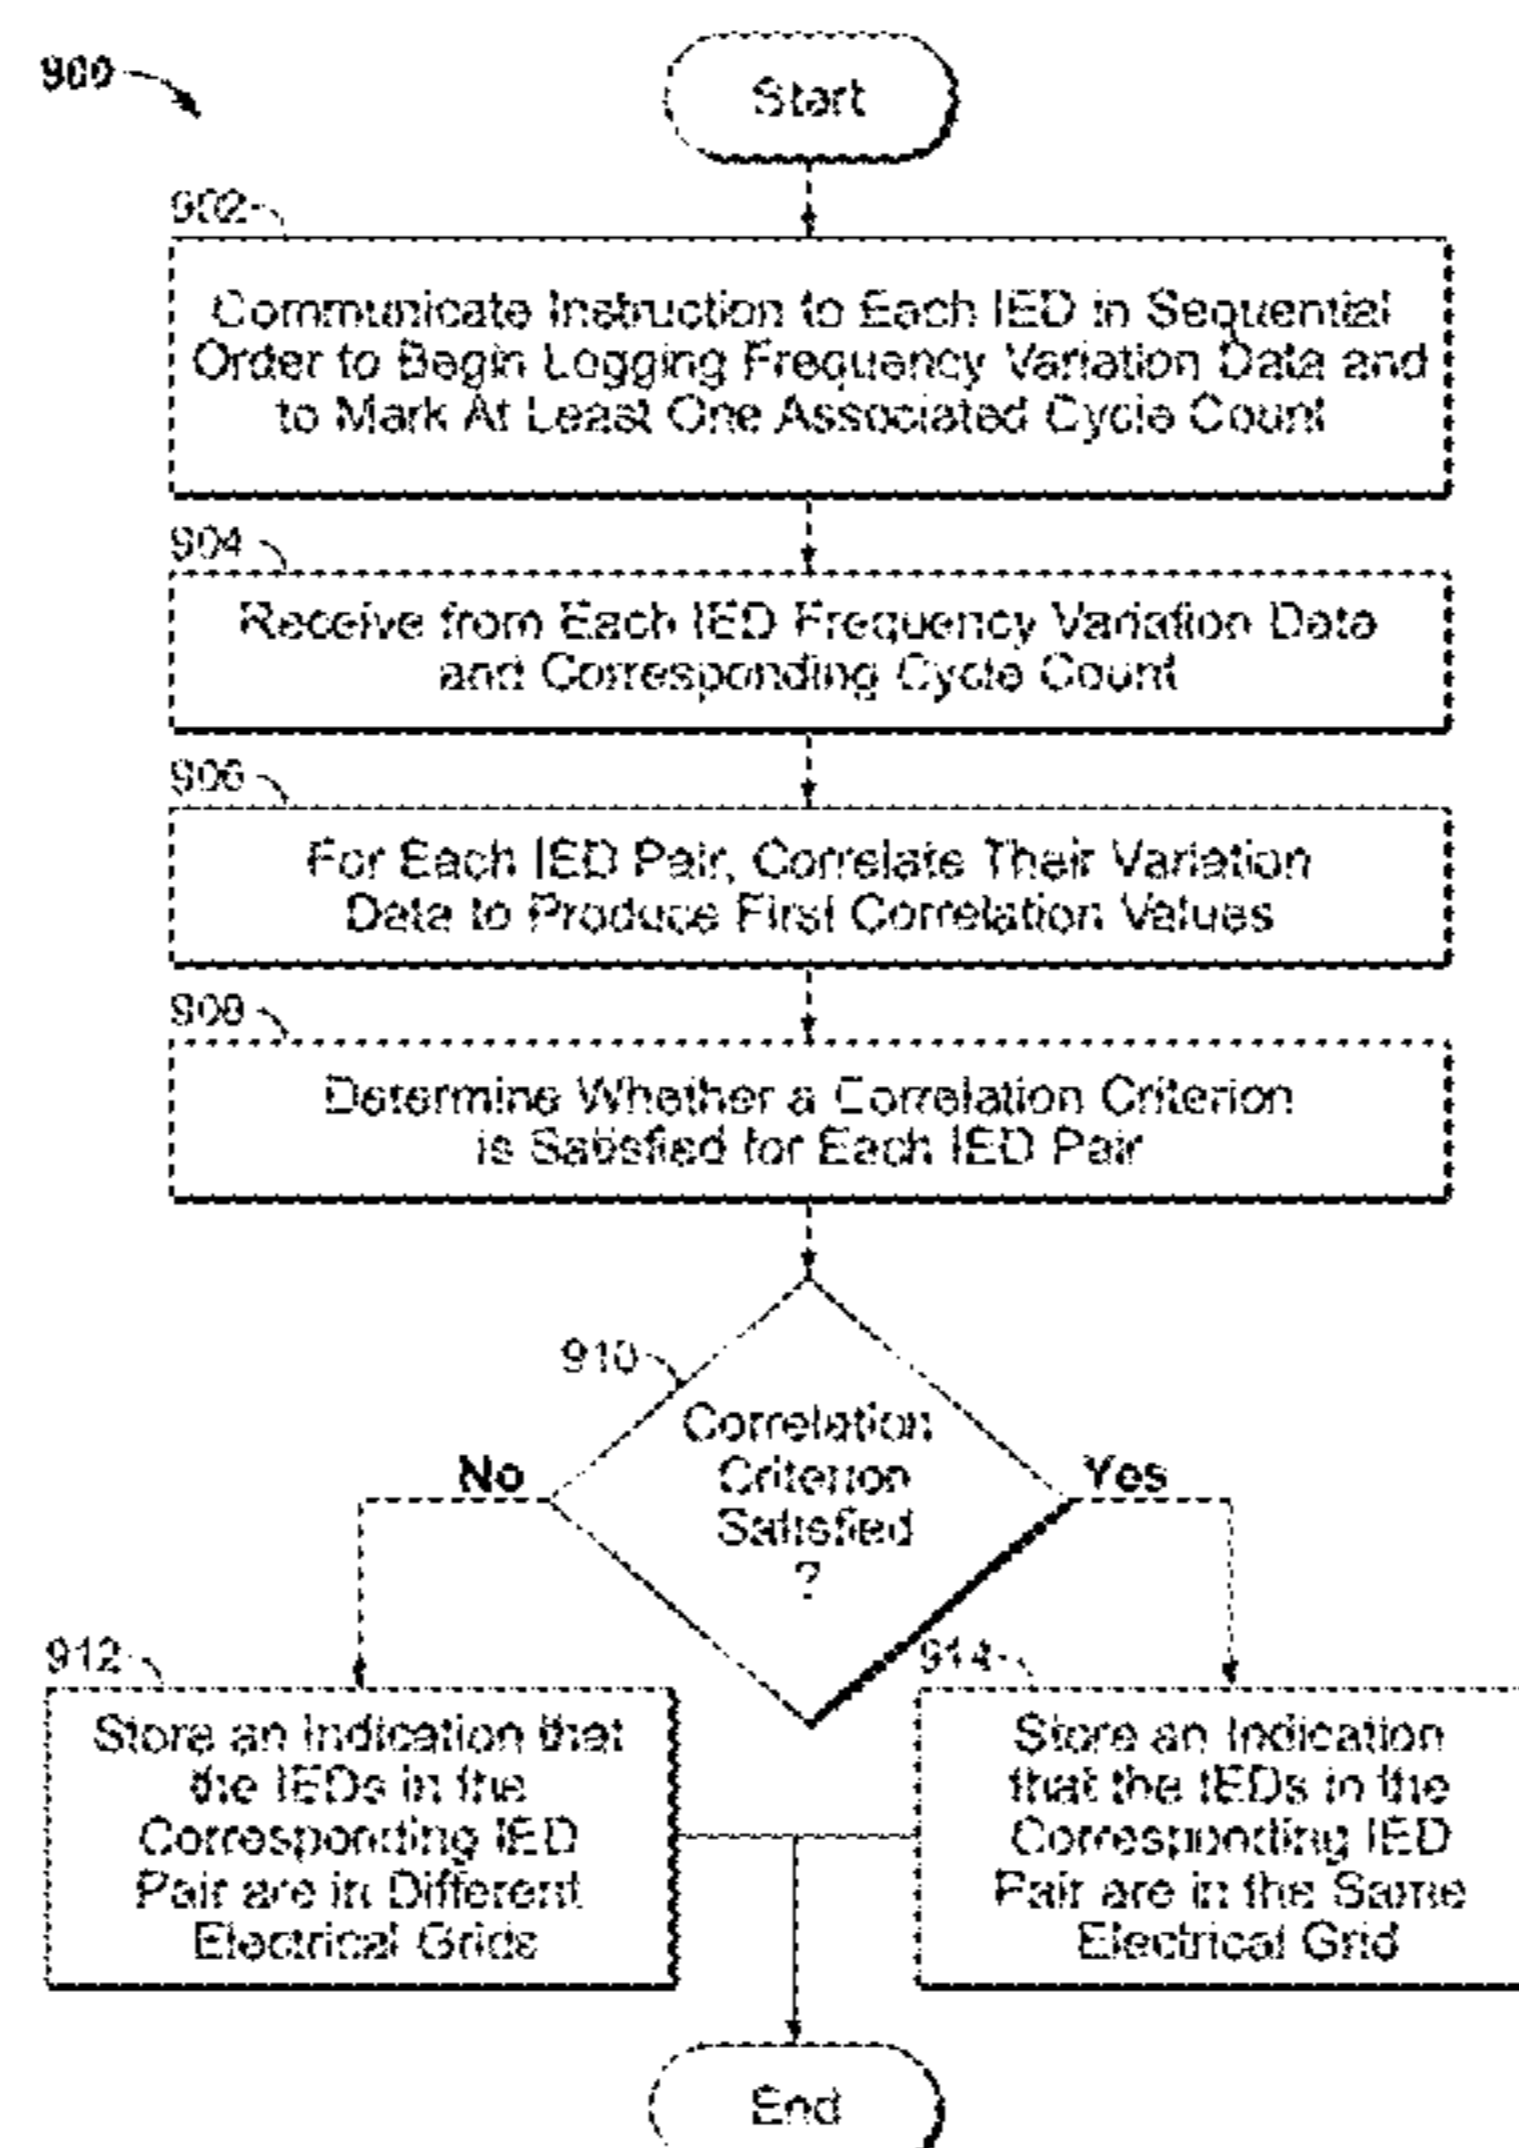 900
Start
902
Communicate Instruction to Each IED in Sequential
Order to Begin Logging Frequency Variation Data and
to Mark At Least One Associated Cycle Count
904
Receive from Each IED Frequency Variation Data
and Corresponding Cycle Count
906
For Each IED Pair, Correlate Their Variation
Data to Produce First Correlation Values
908
Determine Whether a Correlation Criterion
is Satisfied for Each IED Pair
910
Correlation
Criterion
Satisfied
?
No
Yes
912
Store an Indication that
the IEDs in the
Corresponding IED
Pair are in Different
Electrical Grids
914
Store an Indication
that the IEDs in the
Corresponding IED
Pair are in the Same
Electrical Grid
End